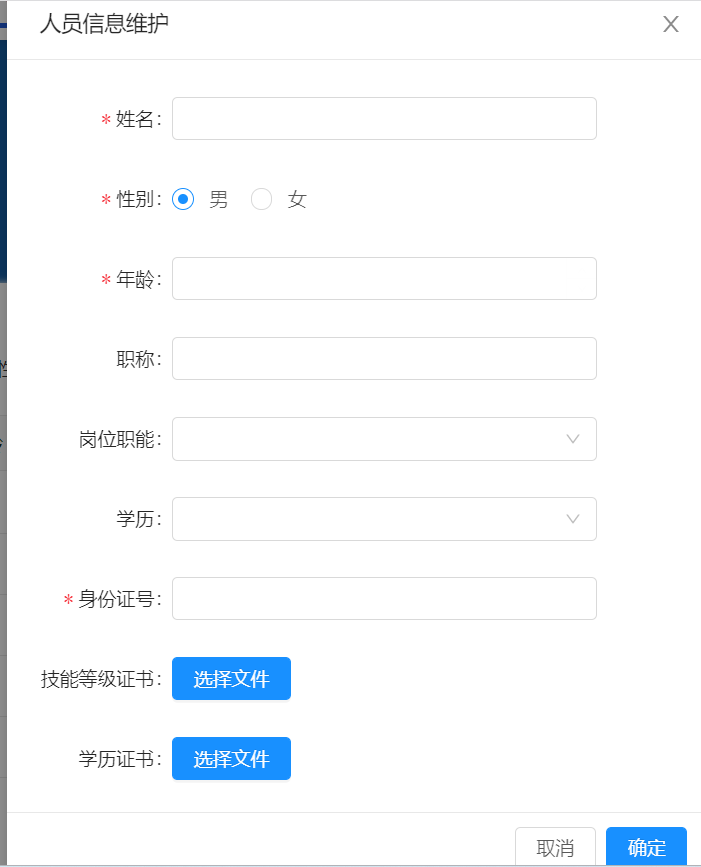 人员信息维护
* 姓名：
* 性别： 男 女
* 年龄：
职称：
岗位职能：
学历：
* 身份证号：
技能等级证书： 选择文件
学历证书： 选择文件
取消 确定